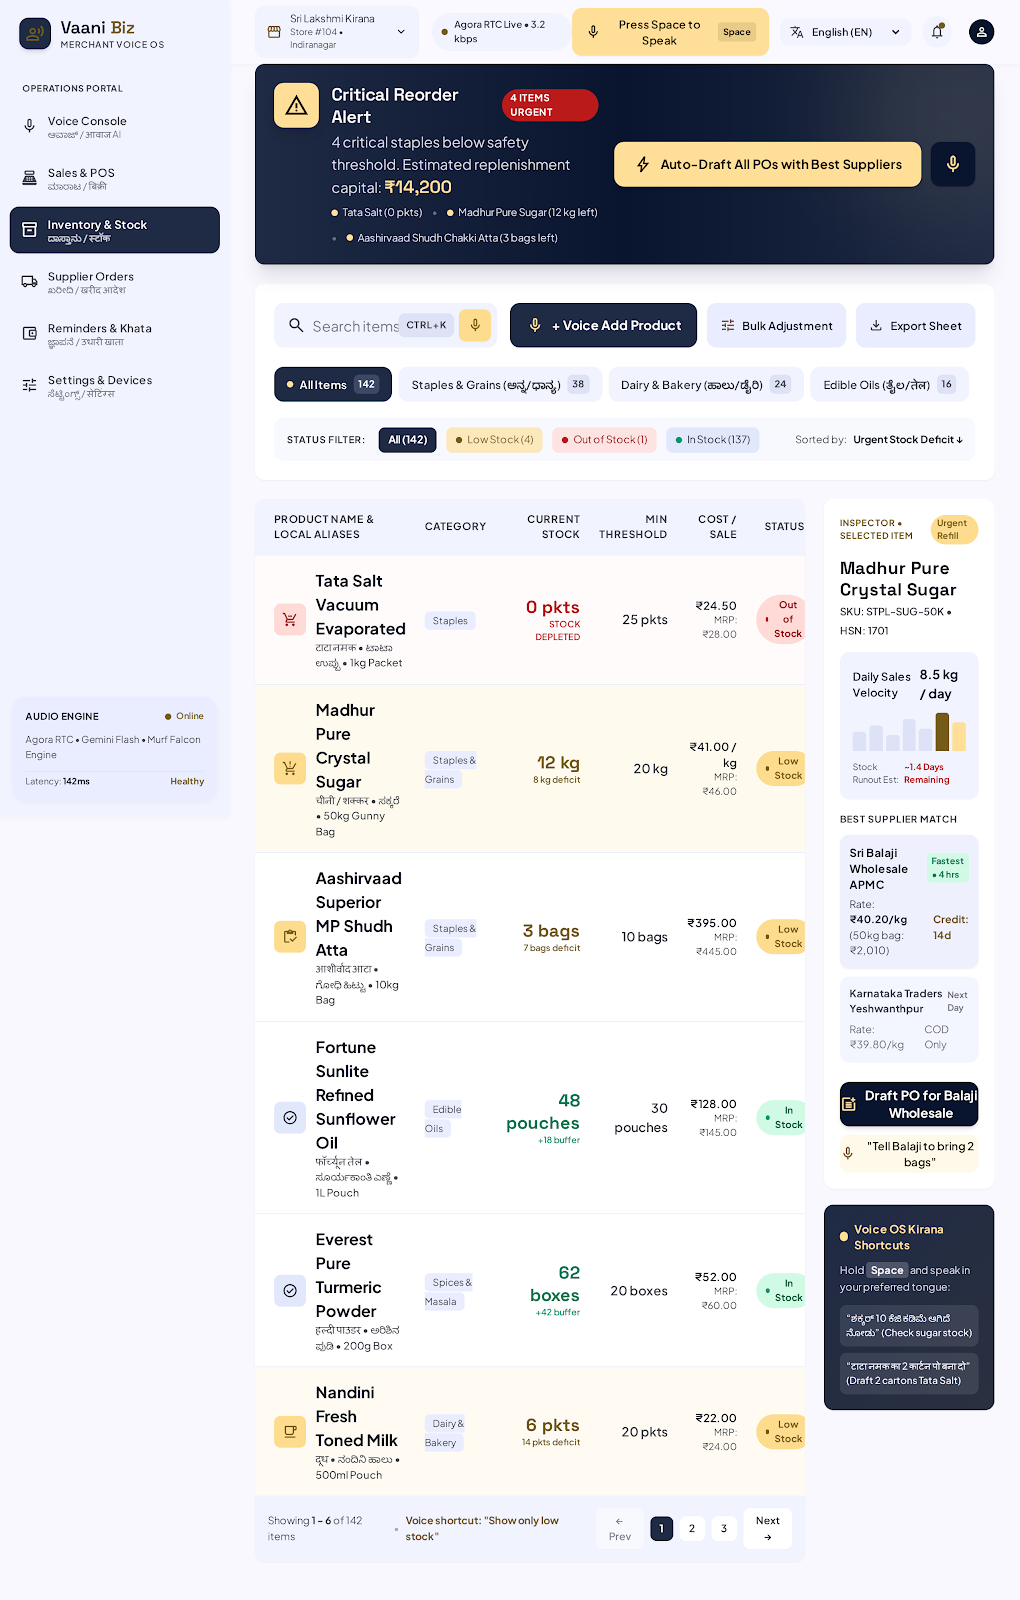 Vaani Biz
MERCHANT VOICE OS
OPERATIONS PORTAL
Voice Console
ಆವಾಜ್ / आवाज AI
Sales & POS
ಮಾರಾಟ / बिक्री
Inventory & Stock
ದಾಸ್ತಾನು / स्टॉक
Supplier Orders
ಖರೀದಿ / खरीद आदेश
Reminders & Khata
ಜ್ಞಾಪನೆ / उधारी खाता
Settings & Devices
ಸೆಟ್ಟಿಂಗ್ಸ್ / सेटिंग्स
AUDIO ENGINE
Online
Agora RTC • Gemini Flash • Murf Falcon
Engine
Latency: 142ms
Healthy
Sri Lakshmi Kirana
Store #104 •
Indiranagar
Agora RTC Live • 3.2
kbps
Press Space to
Speak
Space
English (EN)
Critical Reorder
Alert
4 ITEMS
URGENT
4 critical staples below safety
threshold. Estimated replenishment
capital: ₹14,200
Tata Salt (0 pkts) • Madhur Pure Sugar (12 kg left)
• Aashirvaad Shudh Chakki Atta (3 bags left)
Auto-Draft All POs with Best Suppliers
Search items
CTRL+K
+ Voice Add Product
Bulk Adjustment
Export Sheet
All Items 142
Staples & Grains (ಅನ್ನ/ಧಾನ್ಯ) 38
Dairy & Bakery (ಹಾಲು/ಡೈರಿ) 24
Edible Oils (ತೈಲ/तेल) 16
STATUS FILTER:
All (142)
Low Stock (4)
Out of Stock (1)
In Stock (137)
Sorted by: Urgent Stock Deficit ↓
PRODUCT NAME &
LOCAL ALIASES
CATEGORY
CURRENT
STOCK
MIN
THRESHOLD
COST /
SALE
STATUS
Tata Salt
Vacuum
Evaporated
टाटा नमक • ಟಾಟಾ
ಉಪ್ಪು • 1kg Packet
Staples
0 pkts
STOCK
DEPLETED
25 pkts
₹24.50
MRP:
₹28.00
Out
of
Stock
Madhur
Pure
Crystal
Sugar
चीनी / शक्कर • ಸಕ್ಕರೆ
• 50kg Gunny
Bag
Staples &
Grains
12 kg
8 kg deficit
20 kg
₹41.00 /
kg
MRP:
₹46.00
Low
Stock
Aashirvaad
Superior
MP Shudh
Atta
आशीर्वाद आटा •
ಗೋಧಿ ಹಿಟ್ಟು • 10kg
Bag
Staples &
Grains
3 bags
7 bags deficit
10 bags
₹395.00
MRP:
₹445.00
Low
Stock
Fortune
Sunlite
Refined
Sunflower
Oil
फॉर्च्यून तेल •
ಸೂರ್ಯಕಾಂತಿ ಎಣ್ಣೆ •
1L Pouch
Edible
Oils
48
pouches
+18 buffer
30
pouches
₹128.00
MRP:
₹145.00
In
Stock
Everest
Pure
Turmeric
Powder
हल्दी पाउडर • ಅರಿಶಿನ
ಪುಡಿ • 200g Box
Spices &
Masala
62
boxes
+42 buffer
20 boxes
₹52.00
MRP:
₹60.00
In
Stock
Nandini
Fresh
Toned Milk
दूध • ನಂದಿನಿ ಹಾಲು •
500ml Pouch
Dairy &
Bakery
6 pkts
14 pkts deficit
20 pkts
₹22.00
MRP:
₹24.00
Low
Stock
Showing 1 – 6 of 142
items
• Voice shortcut: "Show only low
stock"
←
Prev
1
2
3
Next
→
INSPECTOR •
SELECTED ITEM
Urgent
Refill
Madhur Pure
Crystal Sugar
SKU: STPL-SUG-50K •
HSN: 1701
Daily Sales
Velocity
8.5 kg
/ day
Stock
Runout Est:
~1.4 Days
Remaining
BEST SUPPLIER MATCH
Sri Balaji
Wholesale
APMC
Fastest
• 4 hrs
Rate:
₹40.20/kg
(50kg bag:
₹2,010)
Credit:
14d
Karnataka Traders
Yeshwanthpur
Next
Day
Rate:
₹39.80/kg
COD
Only
Draft PO for Balaji
Wholesale
"Tell Balaji to bring 2
bags"
Voice OS Kirana
Shortcuts
Hold Space and speak in
your preferred tongue:
"ಶಕ್ಕರ್ 10 ಕೆಜಿ ಕಡಿಮೆ ಆಗಿದೆ
ನೋಡು" (Check sugar stock)
"टाटा नमक का 2 कार्टन पो बना दो"
(Draft 2 cartons Tata Salt)